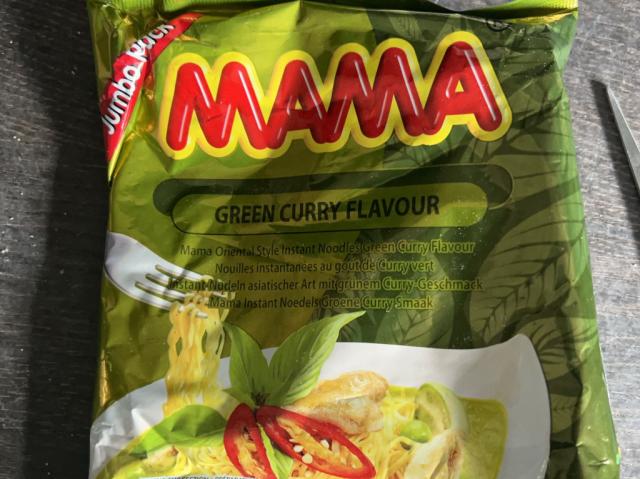 Jumbo Pack
MAMA
GREEN CURRY FLAVOUR
Mama Oriental Style Instant Noodles Green Curry Flavour
Nouilles instantanées au goût de Curry vert
Instant-Nudeln asiatischer Art mit grünem Curry-Geschmack
Mama Instant Noedels Groene Curry Smaak